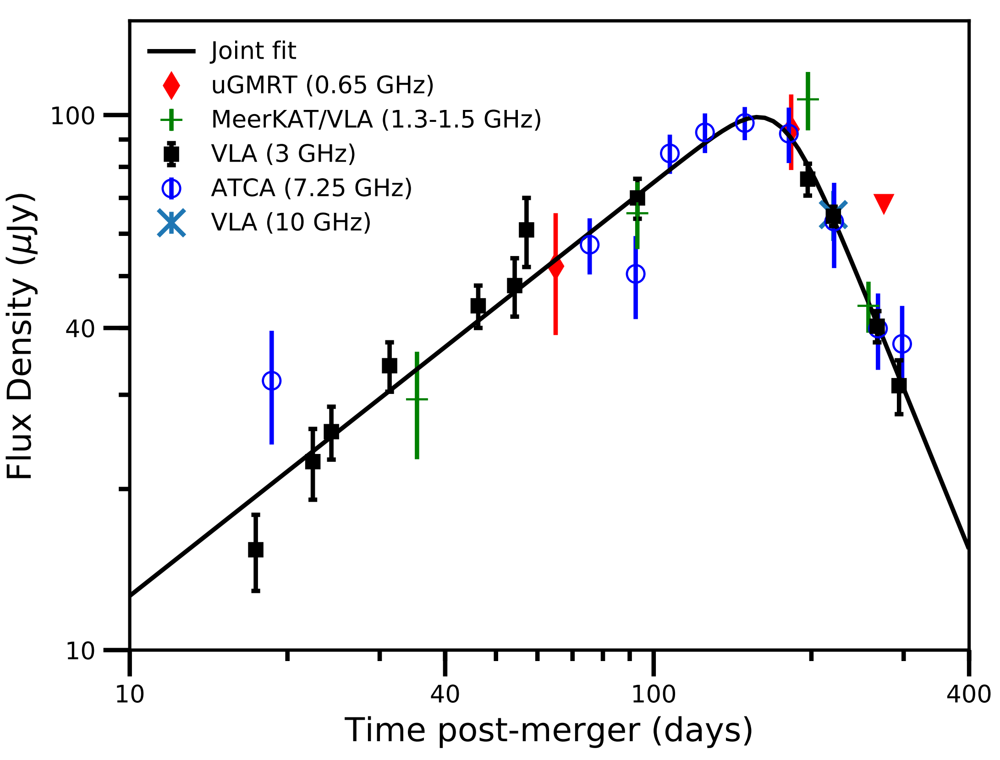 Joint fit
uGMRT (0.65 GHz)
MeerKAT/VLA (1.3-1.5 GHz)
VLA (3 GHz)
ATCA (7.25 GHz)
VLA (10 GHz)
Flux Density (μJy)
100
40
10
10
40
100
400
Time post-merger (days)